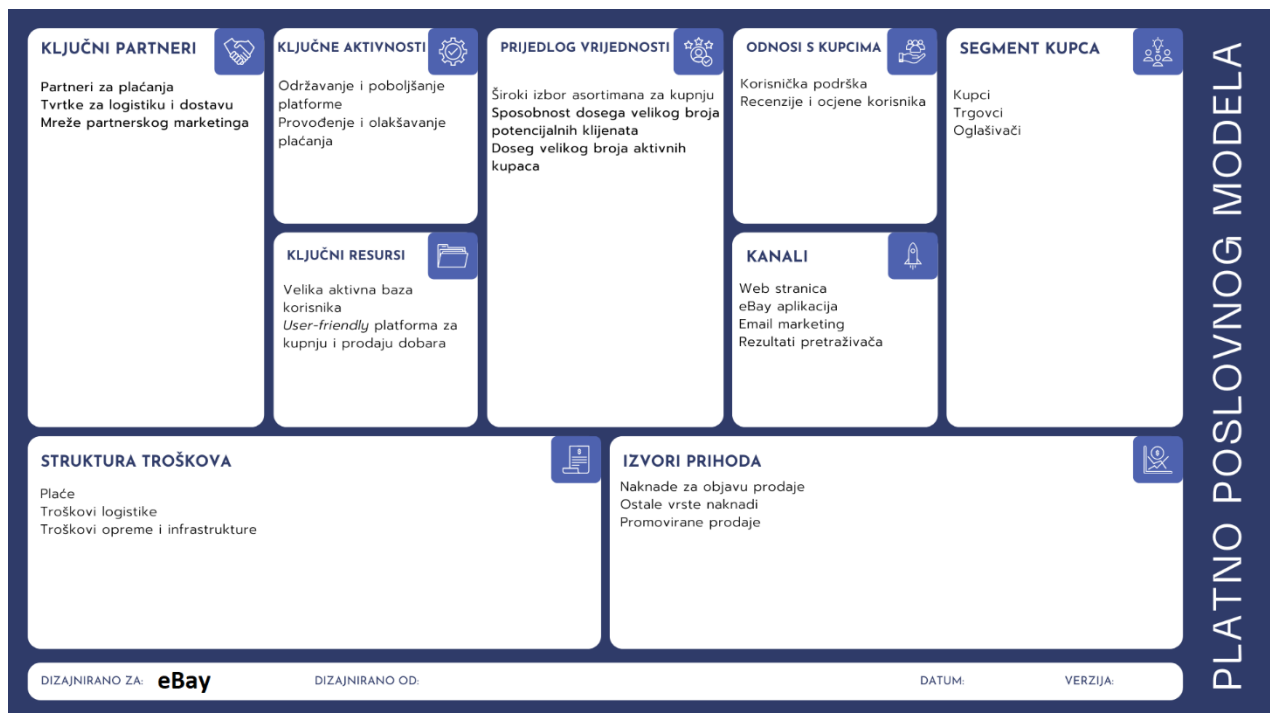 KLJUČNI PARTNERI
Partneri za plaćanja
Tvrtke za logistiku i dostavu
Mreže partnerskog marketinga
KLJUČNE AKTIVNOSTI
Održavanje i poboljšanje
platforme
Provođenje i olakšavanje
plaćanja
KLJUČNI RESURSI
Velika aktivna baza
korisnika
User-friendly platforma za
kupnju i prodaju dobara
PRIJEDLOG VRIJEDNOSTI
Široki izbor asortimana za kupnju
Sposobnost dosega velikog broja
potencijalnih klijenata
Doseg velikog broja aktivnih
kupaca
ODNOSI S KUPCIMA
Korisnička podrška
Recenzije i ocjene korisnika
KANALI
Web stranica
eBay aplikacija
Email marketing
Rezultati pretraživača
SEGMENT KUPCA
Kupci
Trgovci
Oglašivači
STRUKTURA TROŠKOVA
Plaće
Troškovi logistike
Troškovi opreme i infrastrukture
IZVORI PRIHODA
Naknade za objavu prodaje
Ostale vrste naknadi
Promovirane prodaje
DIZAJNIRANO ZA: eBay DIZAJNIRANO OD: DATUM: VERZIJA:
PLATNO POSLOVNOG MODELA